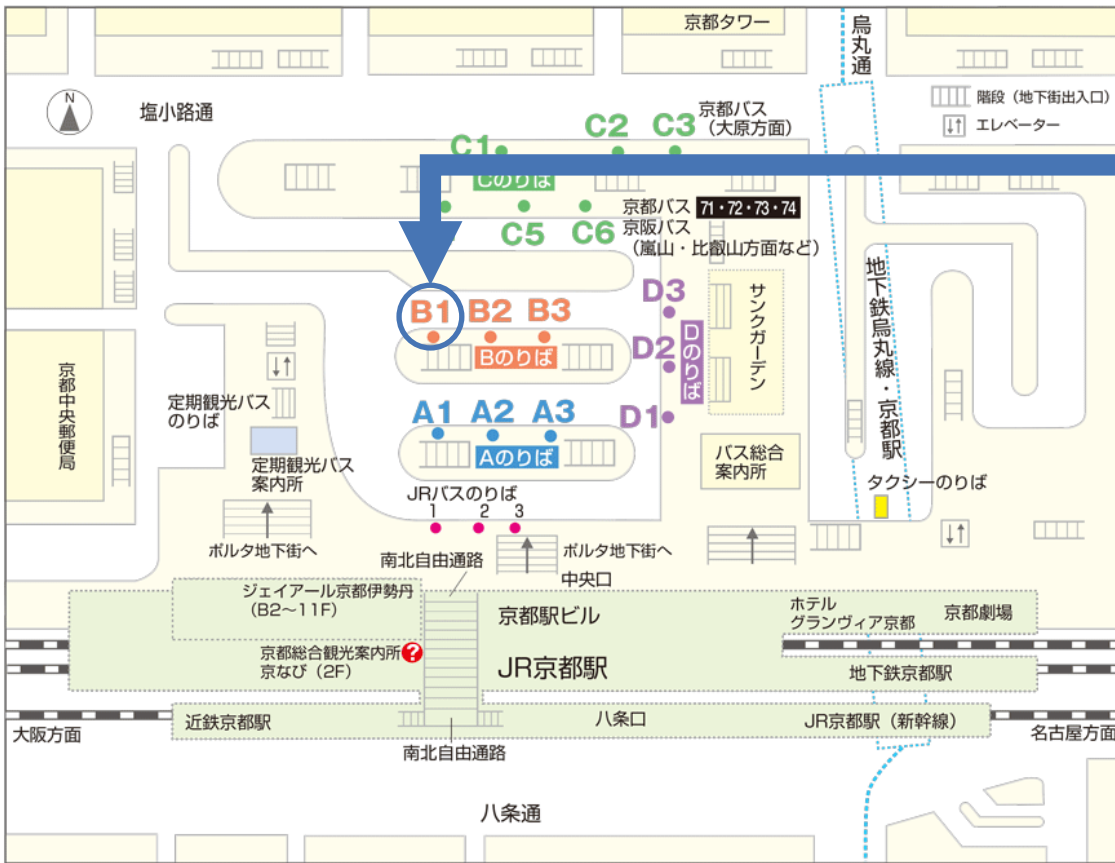 京都タワー
烏丸通
階段（地下街出入口）
エレベーター
N
塩小路通
京都バス
（大原方面）
C1
C2
C3
Cのりば
京都バス 71・72・73・74
京阪バス
（嵐山・比叡山方面など）
C5
C6
地下鉄烏丸線・京都駅
サンクガーデン
D3
D2
D1
Dのりば
B1
B2
B3
Bのりば
京都中央郵便局
定期観光バス
のりば
A1
A2
A3
Aのりば
定期観光バス
案内所
バス総合
案内所
タクシーのりば
JRバスのりば
1
2
3
ポルタ地下街へ
南北自由通路
ポルタ地下街へ
中央口
ジェイアール京都伊勢丹
（B2〜11F）
京都駅ビル
ホテル
グランヴィア京都
京都劇場
京都総合観光案内所
京なび（2F）
?
JR京都駅
地下鉄京都駅
近鉄京都駅
八条口
JR京都駅（新幹線）
大阪方面
名古屋方面
南北自由通路
八条通